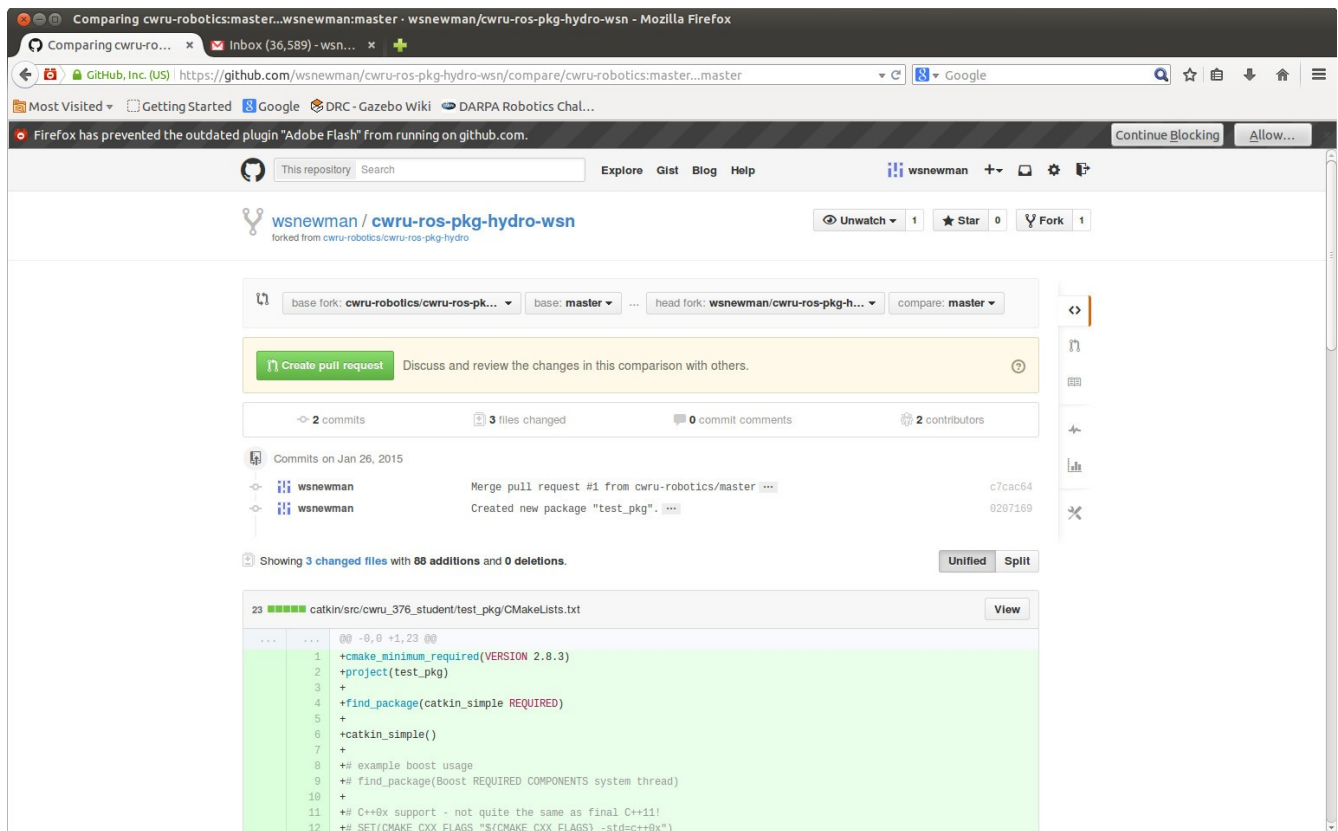 Comparing cwru-robotics:master...wsnewman:master · wsnewman/cwru-ros-pkg-hydro-wsn - Mozilla Firefox
Comparing cwru-ro... × Inbox (36,589) - wsn... ×
GitHub, Inc. (US) https://github.com/wsnewman/cwru-ros-pkg-hydro-wsn/compare/cwru-robotics:master...master Google
Most Visited Getting Started Google DRC - Gazebo Wiki DARPA Robotics Chal...
Firefox has prevented the outdated plugin "Adobe Flash" from running on github.com. Continue Blocking Allow...
This repository Search Explore Gist Blog Help wsnewman
wsnewman / cwru-ros-pkg-hydro-wsn Unwatch 1 Star 0 Fork 1
forked from cwru-robotics/cwru-ros-pkg-hydro
base fork: cwru-robotics/cwru-ros-pk... base: master ... head fork: wsnewman/cwru-ros-pkg-h... compare: master
Create pull request Discuss and review the changes in this comparison with others.
2 commits 3 files changed 0 commit comments 2 contributors
Commits on Jan 26, 2015
wsnewman Merge pull request #1 from cwru-robotics/master ... c7cac64
wsnewman Created new package "test_pkg". ... 0207169
Showing 3 changed files with 88 additions and 0 deletions. Unified Split
23 catkin/src/cwru_376_student/test_pkg/CMakeLists.txt View
... ... @@ -0,0 +1,23 @@
1 +cmake_minimum_required(VERSION 2.8.3)
2 +project(test_pkg)
3 +
4 +find_package(catkin_simple REQUIRED)
5 +
6 +catkin_simple()
7 +
8 +# example boost usage
9 +# find_package(Boost REQUIRED COMPONENTS system thread)
10 +
11 +# C++0x support - not quite the same as final C++11!
12 +# SET(CMAKE_CXX_FLAGS "${CMAKE_CXX_FLAGS} -std=c++0x")